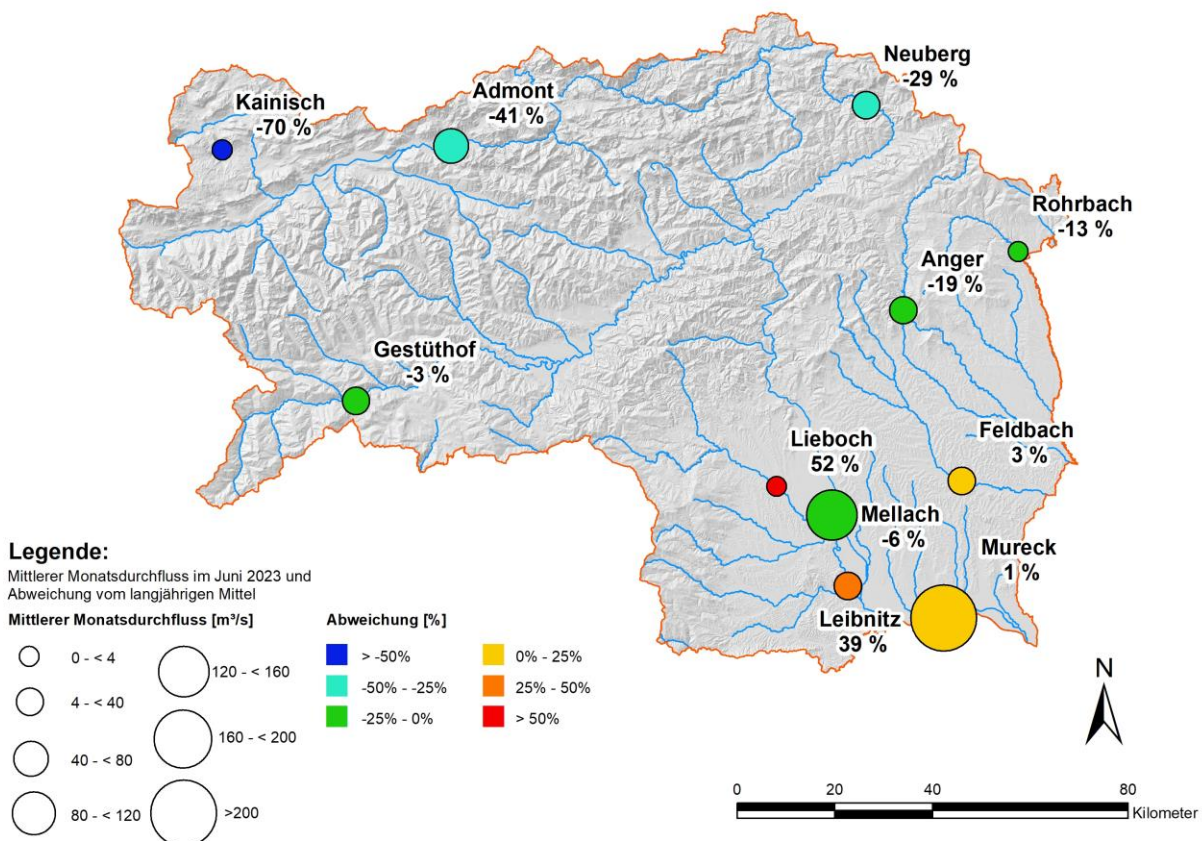 Neuberg
-29 %
Admont
-41 %
Kainisch
-70 %
Rohrbach
-13 %
Anger
-19 %
Gestüthof
-3 %
Feldbach
3 %
Lieboch
52 %
Mellach
-6 %
Mureck
1 %
Leibnitz
39 %
Legende:
Mittlerer Monatsdurchfluss im Juni 2023 und
Abweichung vom langjährigen Mittel
Mittlerer Monatsdurchfluss [m³/s]
0 - < 4
4 - < 40
40 - < 80
80 - < 120
120 - < 160
160 - < 200
>200
Abweichung [%]
> -50%
-50% - -25%
-25% - 0%
0% - 25%
25% - 50%
> 50%
N
0 20 40 80
Kilometer